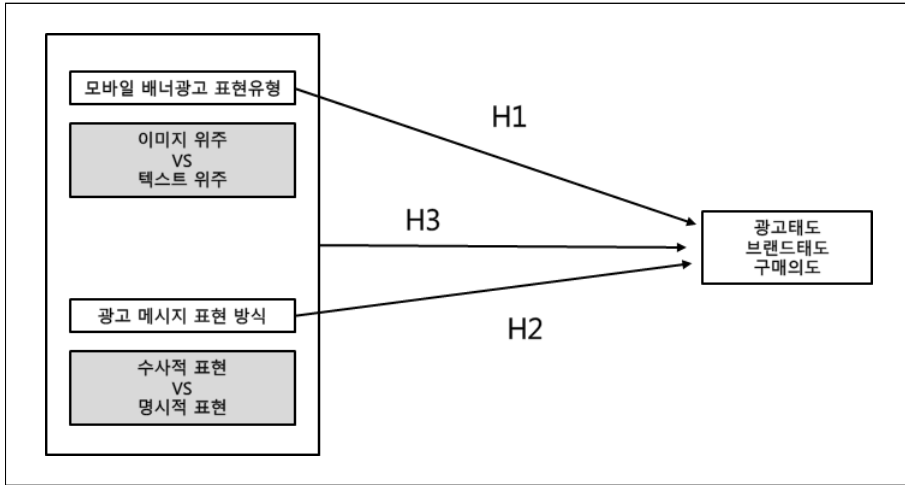 모바일 배너광고 표현유형
이미지 위주
VS
텍스트 위주
H1
H3
광고태도
브랜드태도
구매의도
광고 메시지 표현 방식
H2
수사적 표현
VS
명시적 표현